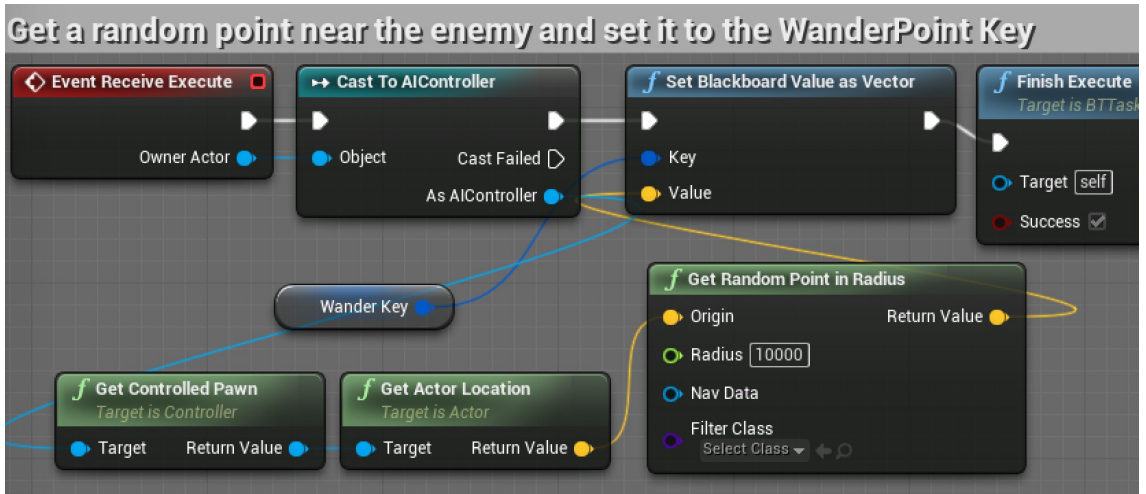 Get a random point near the enemy and set it to the WanderPoint Key
Event Receive Execute
Owner Actor
Cast To AIController
Object
Cast Failed
As AIController
Set Blackboard Value as Vector
Key
Value
Finish Execute
Target is BTTask
Target self
Success
Wander Key
Get Random Point in Radius
Origin
Return Value
Radius 10000
Nav Data
Filter Class
Select Class
Get Controlled Pawn
Target is Controller
Target
Return Value
Get Actor Location
Target is Actor
Target
Return Value